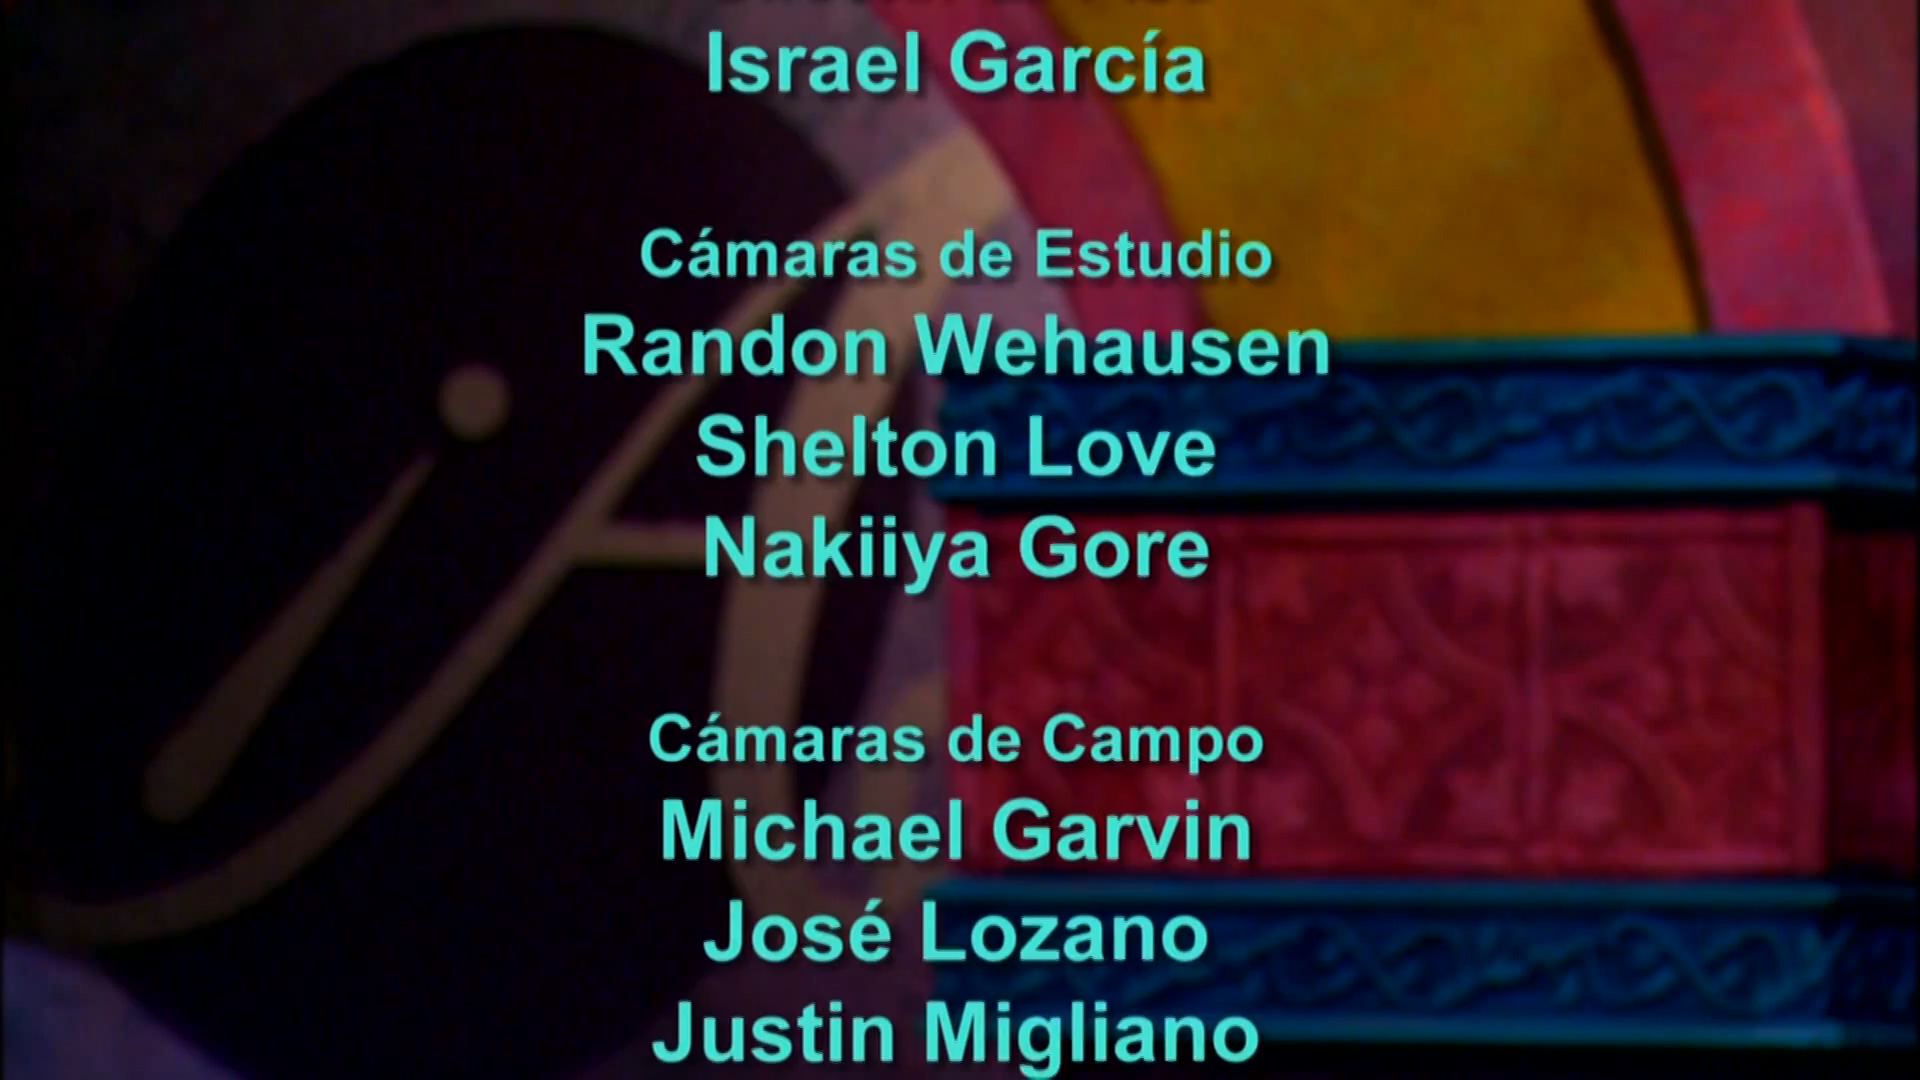 Israel García
Cámaras de Estudio
Randon Wehausen
Shelton Love
Nakiiya Gore
Cámaras de Campo
Michael Garvin
José Lozano
Justin Migliano